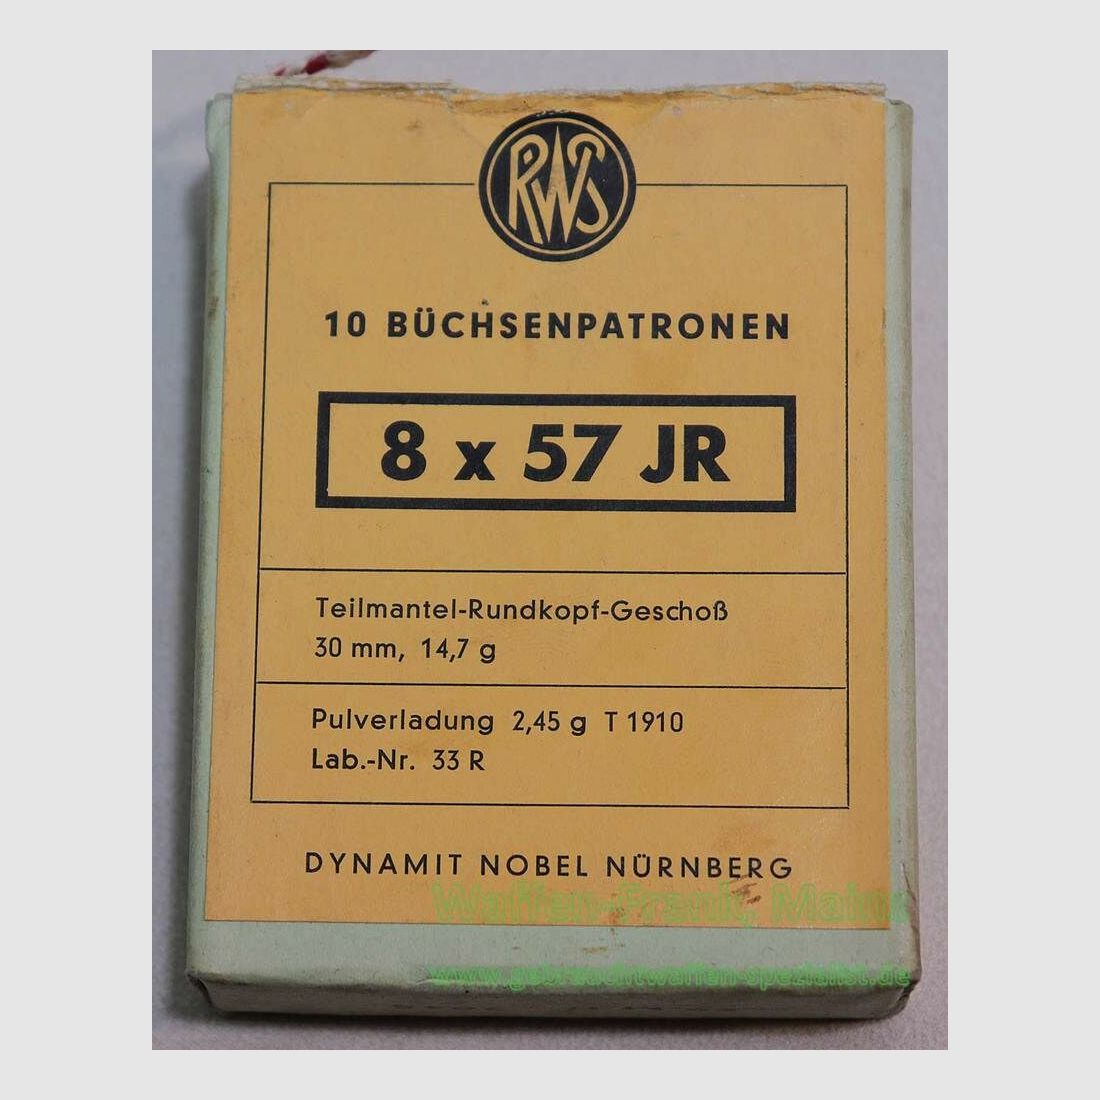 RWS
10 BÜCHSENPATRONEN
8 x 57 JR
Teilmantel-Rundkopf-Geschoß
30 mm, 14,7 g
Pulverladung 2,45 g T 1910
Lab.-Nr. 33 R
DYNAMIT NOBEL NÜRNBERG
Waffen-Frank, Mainz
www.gebrauchtwaffen-spezialist.de